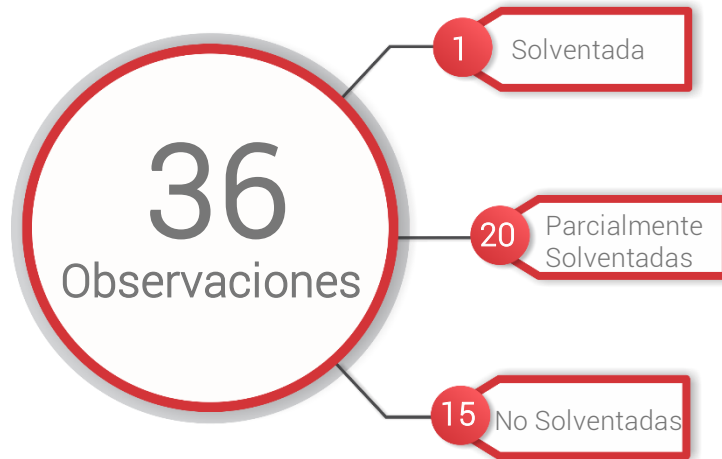 36
Observaciones
1
Solventada
20
Parcialmente
Solventadas
15
No Solventadas